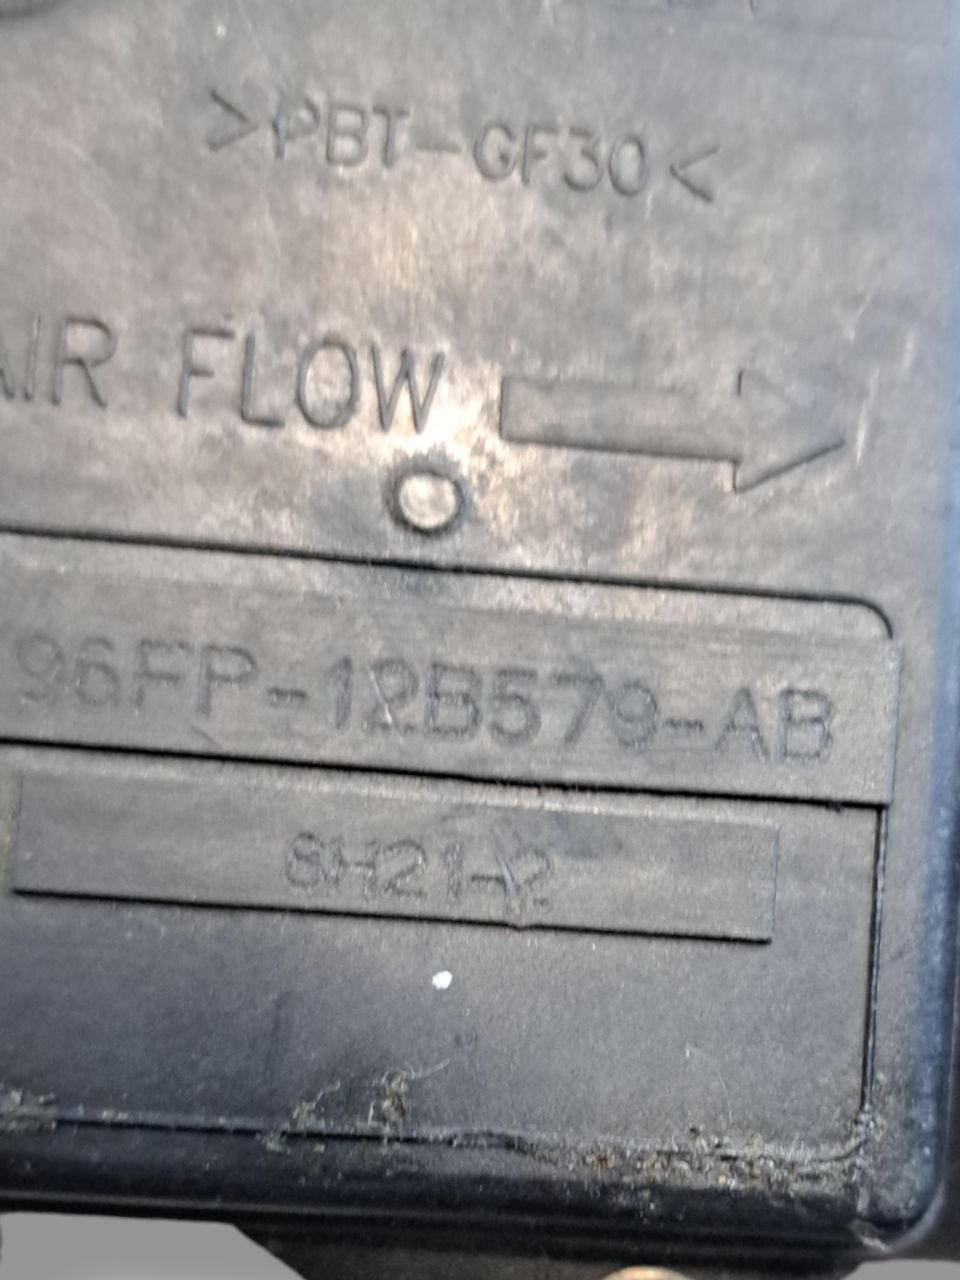 >PBT-GF30<
AIR FLOW
96FP-12B579-AB
8H21-2